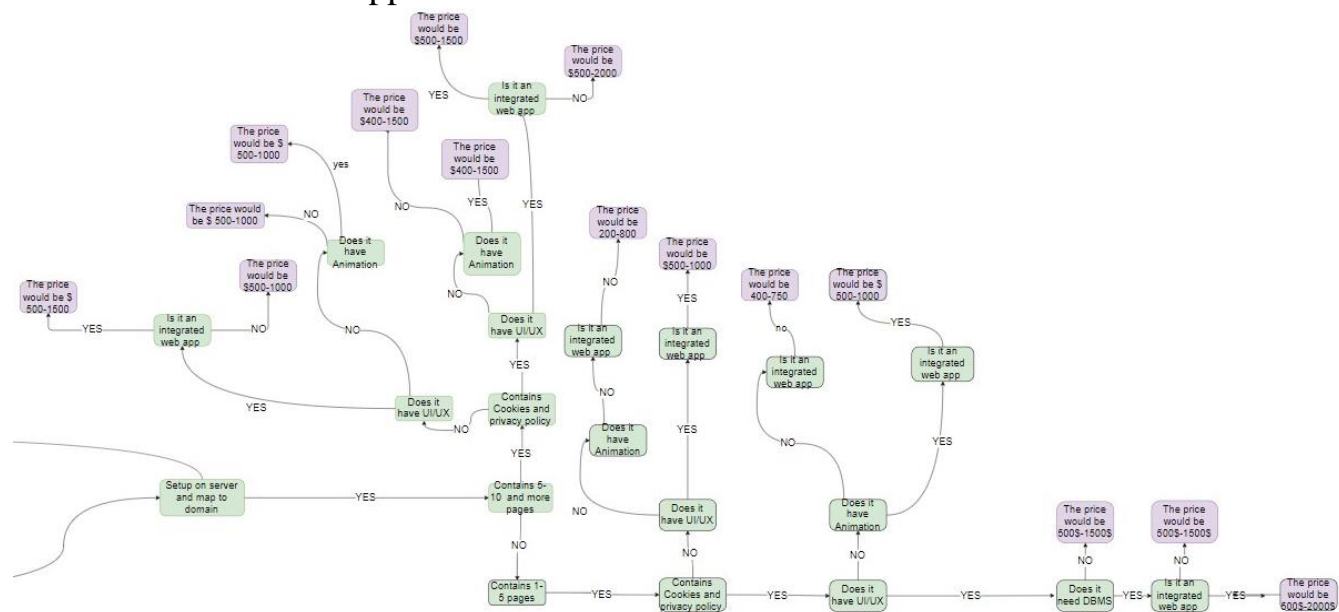 The price
would be
$500-1500
The price
would be
$500-2000
Is it an
integrated
web app
YES
NO
The price
would be
$400-1500
The price
would be $
500-1000
yes
The price
would be
$400-1500
YES
NO
YES
The price would
be $ 500-1000
NO
Does it
have
Animation
Does it
have
Animation
The price
would be
200-800
The price
would be
$500-1000
The price
would be $
500-1500
The price
would be
$500-1000
The price
would be
400-750
The price
would be $
500-1000
NO
NO
YES
YES
Is it an
integrated
web app
NO
NO
Does it
have UI/UX
Is it an
integrated
web app
Is it an
integrated
web app
no
Is it an
integrated
web app
YES
Is it an
integrated
web app
YES
NO
YES
Does it
have UI/UX
NO
Contains
Cookies and
privacy policy
Does it
have
Animation
YES
NO
YES
YES
Setup on server
and map to
domain
YES
Contains 5-
10 and more
pages
NO
Does it
have UI/UX
Does it
have
Animation
The price
would be
500$-1500$
The price
would be
500$-1500$
NO
NO
NO
NO
NO
Contains 1-
5 pages
YES
Contains
Cookies and
privacy policy
YES
Does it
have UI/UX
YES
Does it
need DBMS
YES
Is it an
integrated
web app
YES
The price
would be
500$-2000$